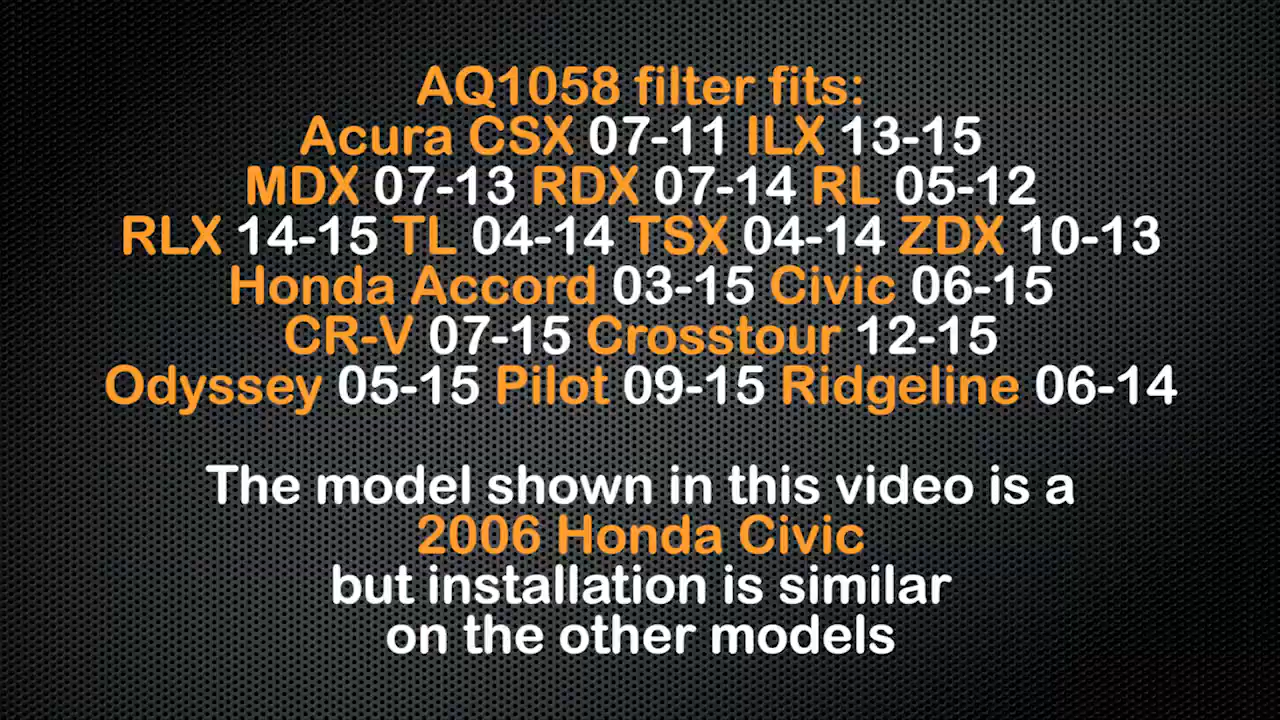 AQ1058 filter fits:
Acura CSX 07-11 ILX 13-15
MDX 07-13 RDX 07-14 RL 05-12
RLX 14-15 TL 04-14 TSX 04-14 ZDX 10-13
Honda Accord 03-15 Civic 06-15
CR-V 07-15 Crosstour 12-15
Odyssey 05-15 Pilot 09-15 Ridgeline 06-14
The model shown in this video is a
2006 Honda Civic
but installation is similar
on the other models